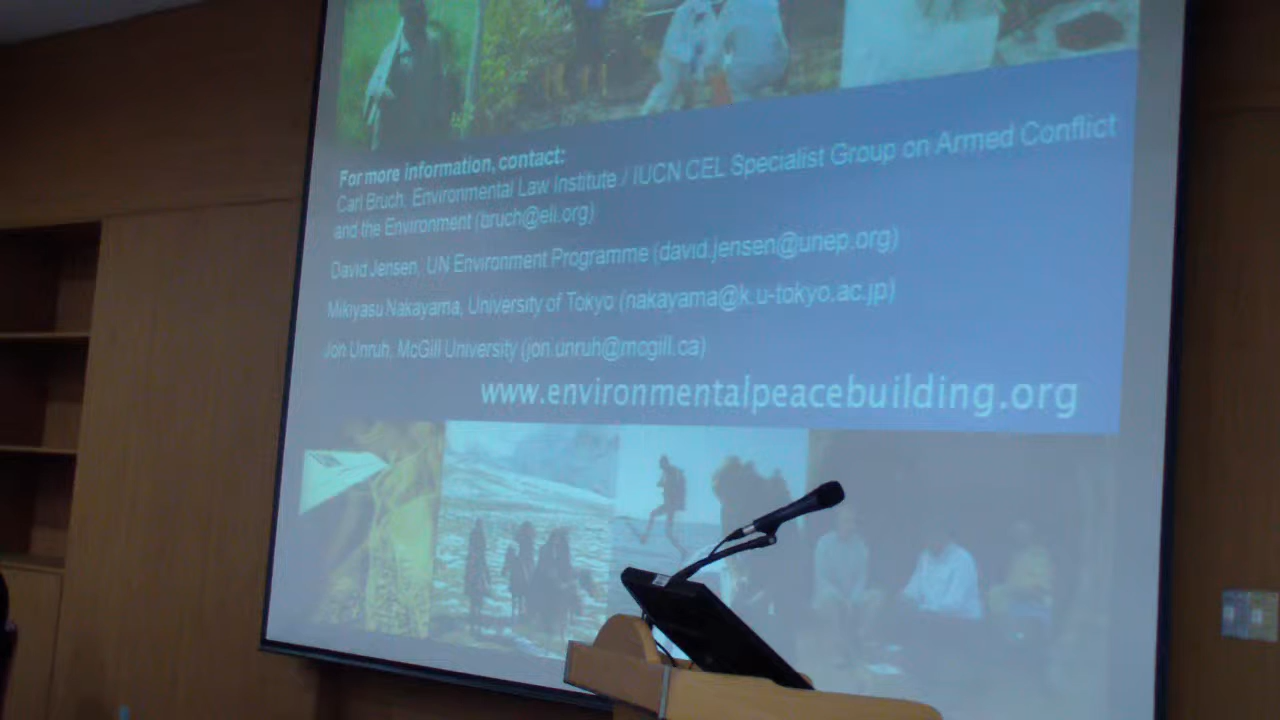 For more information, contact:
Carl Bruch, Environmental Law Institute / IUCN CEL Specialist Group on Armed Conflict
and the Environment (bruch@eli.org)
David Jensen, UN Environment Programme (david.jensen@unep.org)
Mikiyasu Nakayama, University of Tokyo (nakayama@k.u-tokyo.ac.jp)
Jon Unruh, McGill University (jon.unruh@mcgill.ca)
www.environmentalpeacebuilding.org